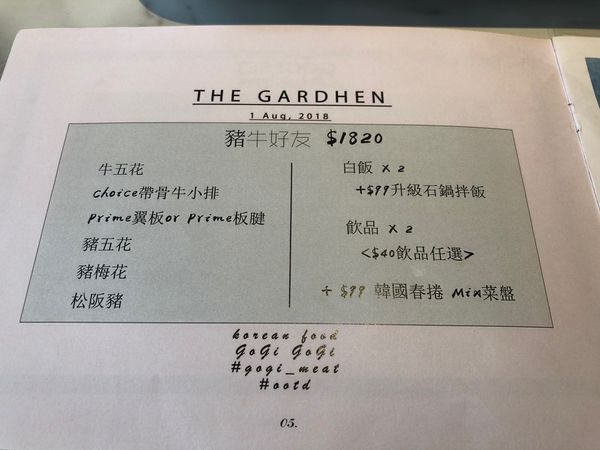 THE GARDHEN
1 Aug, 2018
豬牛好友 $1820
牛五花
choice帶骨牛小排
Prime翼板or Prime板腱
豬五花
豬梅花
松阪豬
白飯 X 2
+$99升級石鍋拌飯
飲品 X 2
<$40飲品任選>
+ $99 韓國春捲 Mix菜盤
korean food
GoGi GoGi
#gogi_meat
#ootd
05.